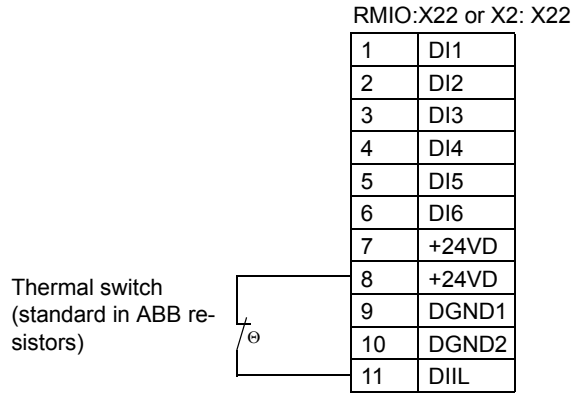 RMIO:X22 or X2: X22
1 DI1
2 DI2
3 DI3
4 DI4
5 DI5
6 DI6
7 +24VD
8 +24VD
9 DGND1
10 DGND2
11 DIIL
Thermal switch
(standard in ABB re-
sistors)
Θ